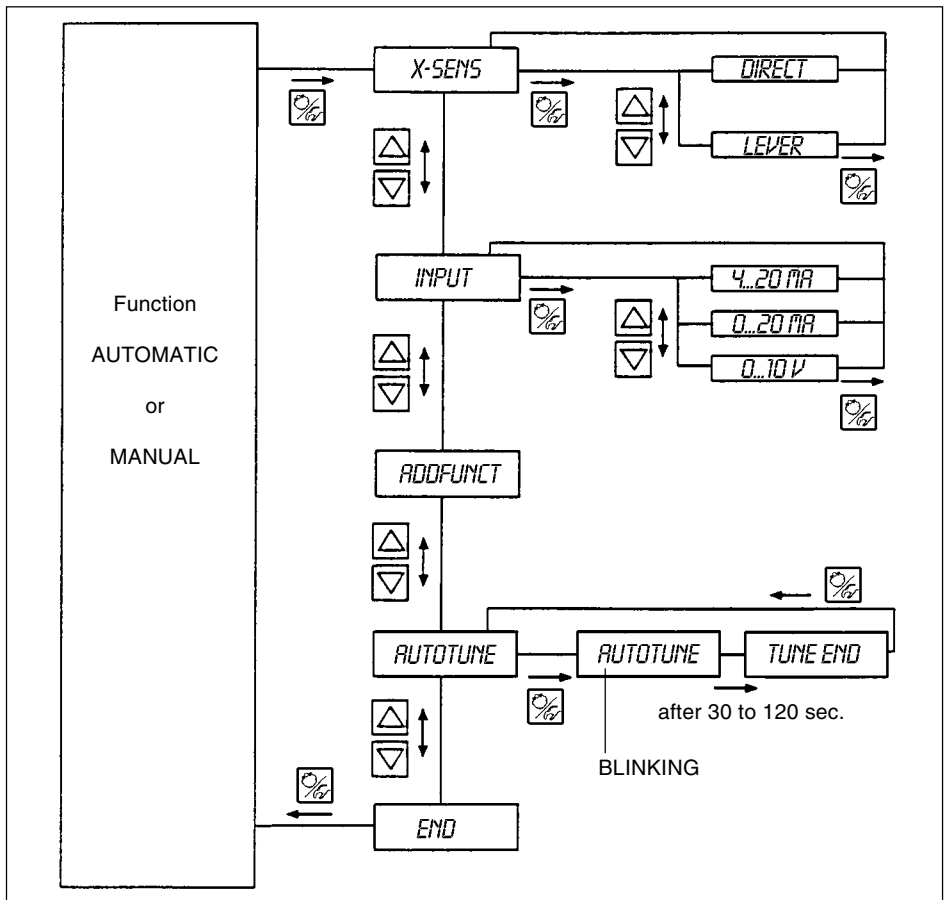 X-SENS
DIRECT
LEVER
INPUT
4...20 MA
0...20 MA
0...10 V
Function
AUTOMATIC
or
MANUAL
ADDFUNCT
AUTOTUNE
AUTOTUNE
TUNE END
after 30 to 120 sec.
BLINKING
END